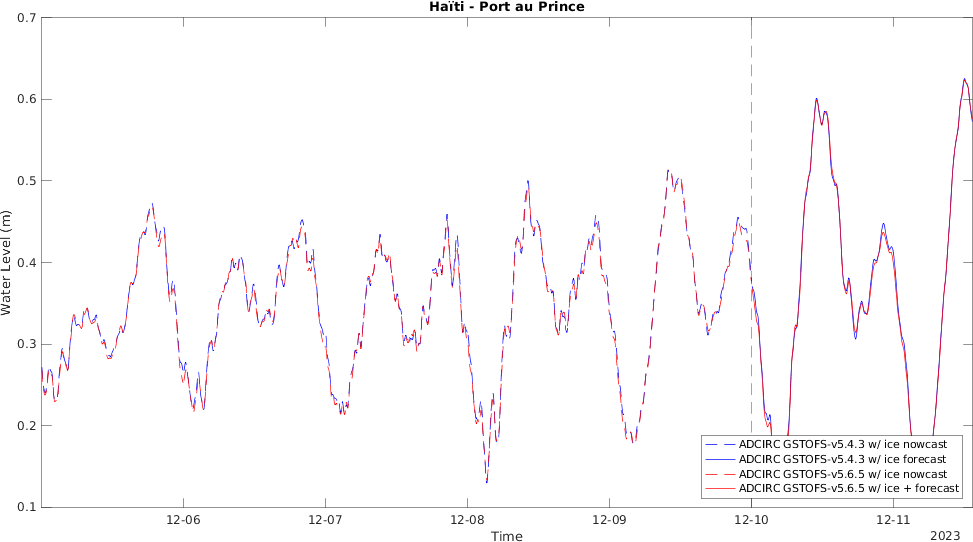 Haïti - Port au Prince
Water Level (m)
0.7
0.6
0.5
0.4
0.3
0.2
0.1
ADCIRC GSTOFS-v5.4.3 w/ ice nowcast
ADCIRC GSTOFS-v5.4.3 w/ ice forecast
ADCIRC GSTOFS-v5.6.5 w/ ice nowcast
ADCIRC GSTOFS-v5.6.5 w/ ice + forecast
12-06 12-07 12-08 12-09 12-10 12-11
Time
2023